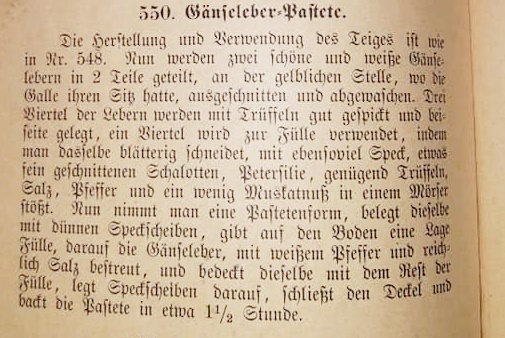 550. Gänseleber-Pastete.
Die Herstellung und Verwendung des Teiges ist wie
in Nr. 548. Nun werden zwei schöne und weiße Gänse-
lebern in 2 Teile geteilt, an der gelblichen Stelle, wo die
Galle ihren Sitz hatte, ausgeschnitten und abgewaschen. Drei
Viertel der Lebern werden mit Trüffeln gut gespickt und bei-
seite gelegt, ein Viertel wird zur Fülle verwendet, indem
man dasselbe blätterig schneidet, mit ebensoviel Speck, etwas
fein geschnittenen Schalotten, Petersilie, genügend Trüffeln,
Salz, Pfeffer und ein wenig Muskatnuß in einem Mörser
stößt. Nun nimmt man eine Pastetenform, belegt dieselbe
mit dünnen Speckscheiben, gibt auf den Boden eine Lage
Fülle, darauf die Gänseleber, mit weißem Pfeffer und reich-
lich Salz bestreut, und bedeckt dieselbe mit dem Rest der
Fülle, legt Speckscheiben darauf, schließt den Deckel und
backt die Pastete in etwa 1 1/2 Stunde.